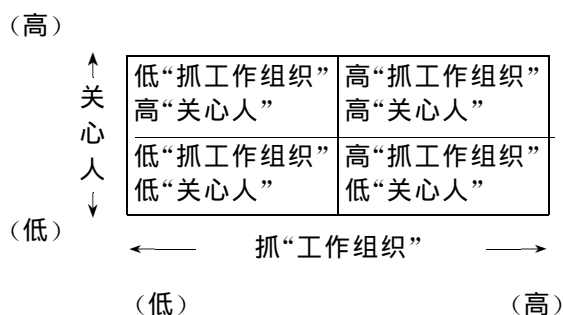 （高）
关心人
低“抓工作组织” 高“抓工作组织”
高“关心人” 高“关心人”
低“抓工作组织” 高“抓工作组织”
低“关心人” 低“关心人”
（低）
抓“工作组织”
（低） （高）